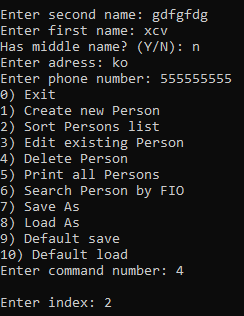 Enter second name: gdfgfdg
Enter first name: xcv
Has middle name? (Y/N): n
Enter adress: ko
Enter phone number: 555555555
0) Exit
1) Create new Person
2) Sort Persons list
3) Edit existing Person
4) Delete Person
5) Print all Persons
6) Search Person by FIO
7) Save As
8) Load As
9) Default save
10) Default load
Enter command number: 4
Enter index: 2